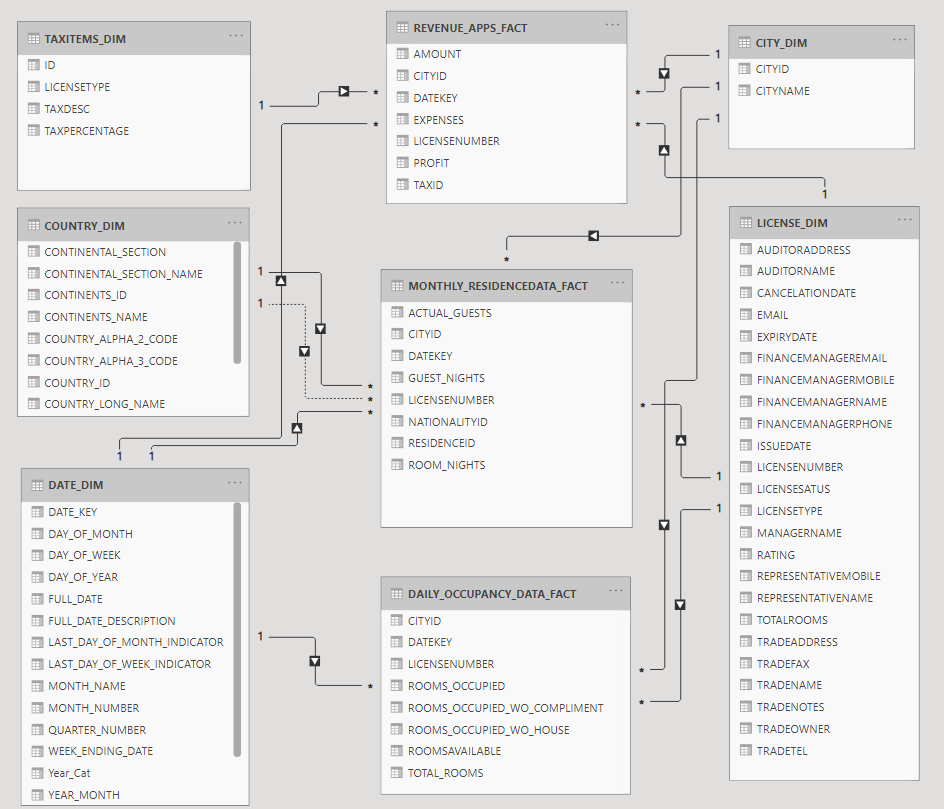 TAXITEMS_DIM
ID
LICENSETYPE
TAXDESC
TAXPERCENTAGE
REVENUE_APPS_FACT
AMOUNT
CITYID
DATEKEY
EXPENSES
LICENSENUMBER
PROFIT
TAXID
CITY_DIM
CITYID
CITYNAME
1
*
*
*
*
1
1
1
1
COUNTRY_DIM
CONTINENTAL_SECTION
CONTINENTAL_SECTION_NAME
CONTINENTS_ID
CONTINENTS_NAME
COUNTRY_ALPHA_2_CODE
COUNTRY_ALPHA_3_CODE
COUNTRY_ID
COUNTRY_LONG_NAME
1
1
*
*
*
*
MONTHLY_RESIDENCEDATA_FACT
ACTUAL_GUESTS
CITYID
DATEKEY
GUEST_NIGHTS
LICENSENUMBER
NATIONALITYID
RESIDENCEID
ROOM_NIGHTS
*
1
1
LICENSE_DIM
AUDITORADDRESS
AUDITORNAME
CANCELATIONDATE
EMAIL
EXPIRYDATE
FINANCEMANAGEREMAIL
FINANCEMANAGERMOBILE
FINANCEMANAGERNAME
FINANCEMANAGERPHONE
ISSUEDATE
LICENSENUMBER
LICENSESATUS
LICENSETYPE
MANAGERNAME
RATING
REPRESENTATIVEMOBILE
REPRESENTATIVENAME
TOTALROOMS
TRADEADDRESS
TRADEFAX
TRADENAME
TRADENOTES
TRADEOWNER
TRADETEL
1
1
DATE_DIM
DATE_KEY
DAY_OF_MONTH
DAY_OF_WEEK
DAY_OF_YEAR
FULL_DATE
FULL_DATE_DESCRIPTION
LAST_DAY_OF_MONTH_INDICATOR
LAST_DAY_OF_WEEK_INDICATOR
MONTH_NAME
MONTH_NUMBER
QUARTER_NUMBER
WEEK_ENDING_DATE
Year_Cat
YEAR_MONTH
1
*
DAILY_OCCUPANCY_DATA_FACT
CITYID
DATEKEY
LICENSENUMBER
ROOMS_OCCUPIED
ROOMS_OCCUPIED_WO_COMPLIMENT
ROOMS_OCCUPIED_WO_HOUSE
ROOMSAVAILABLE
TOTAL_ROOMS
*
*